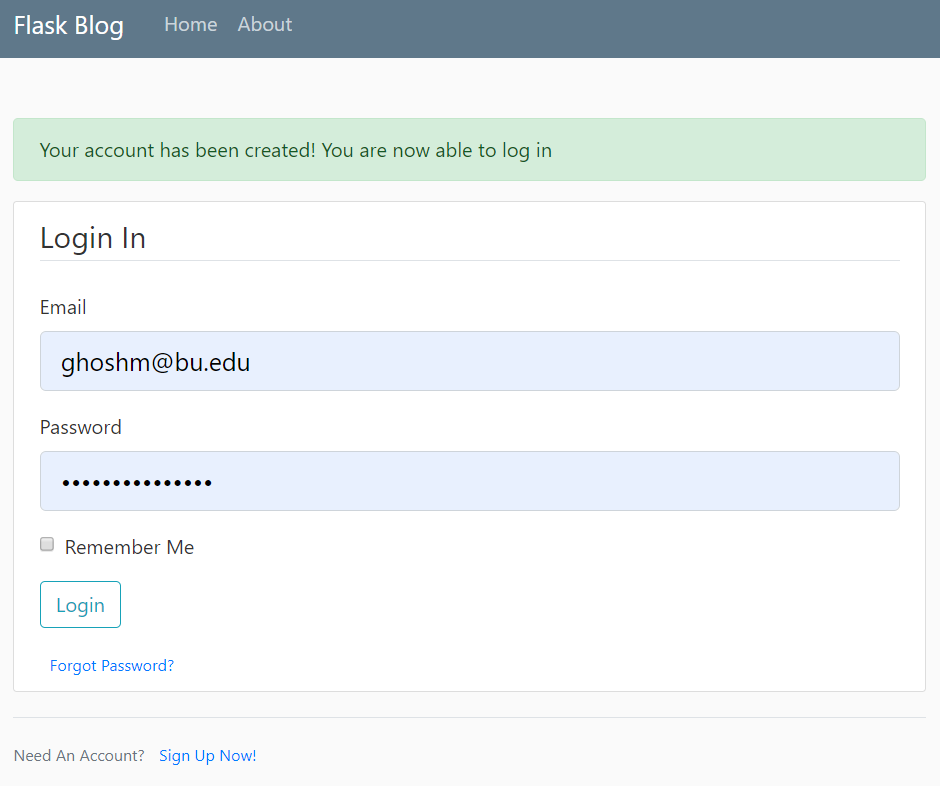 Flask Blog Home About
Your account has been created! You are now able to log in
Login In
Email
ghoshm@bu.edu
Password
•••••••••••••••
Remember Me
Login
Forgot Password?
Need An Account? Sign Up Now!